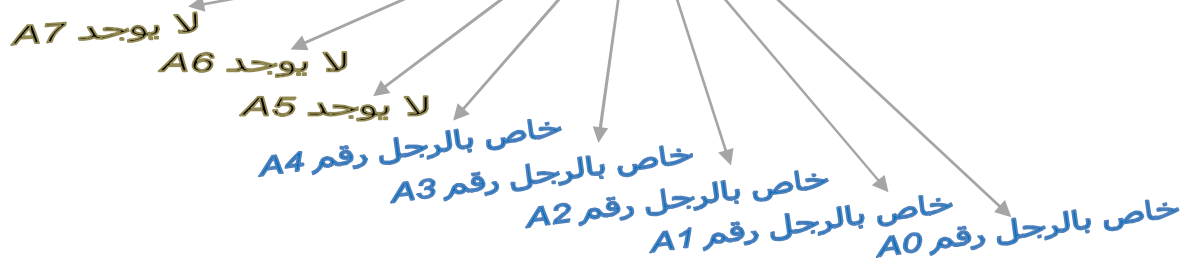 لا يوجد A7
لا يوجد A6
لا يوجد A5
خاص بالرجل رقم A4
خاص بالرجل رقم A3
خاص بالرجل رقم A2
خاص بالرجل رقم A1
خاص بالرجل رقم A0